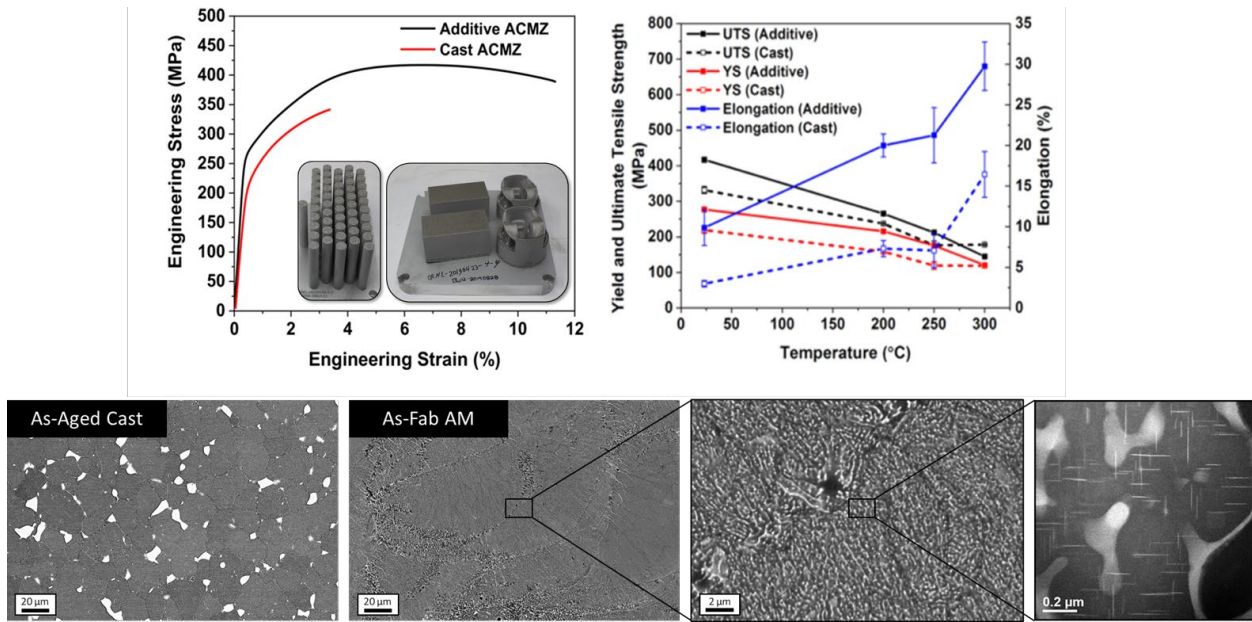 500
450
400
350
300
250
200
150
100
50
0
Engineering Stress (MPa)
Additive ACMZ
Cast ACMZ
0 2 4 6 8 10 12
Engineering Strain (%)
800
700
600
500
400
300
200
100
0
Yield and Ultimate Tensile Strength
(MPa)
UTS (Additive)
UTS (Cast)
YS (Additive)
YS (Cast)
Elongation (Additive)
Elongation (Cast)
35
30
25
20
15
10
5
0
Elongation (%)
0 50 100 150 200 250 300
Temperature (°C)
As-Aged Cast
20 µm
As-Fab AM
20 µm
2 µm
0.2 µm